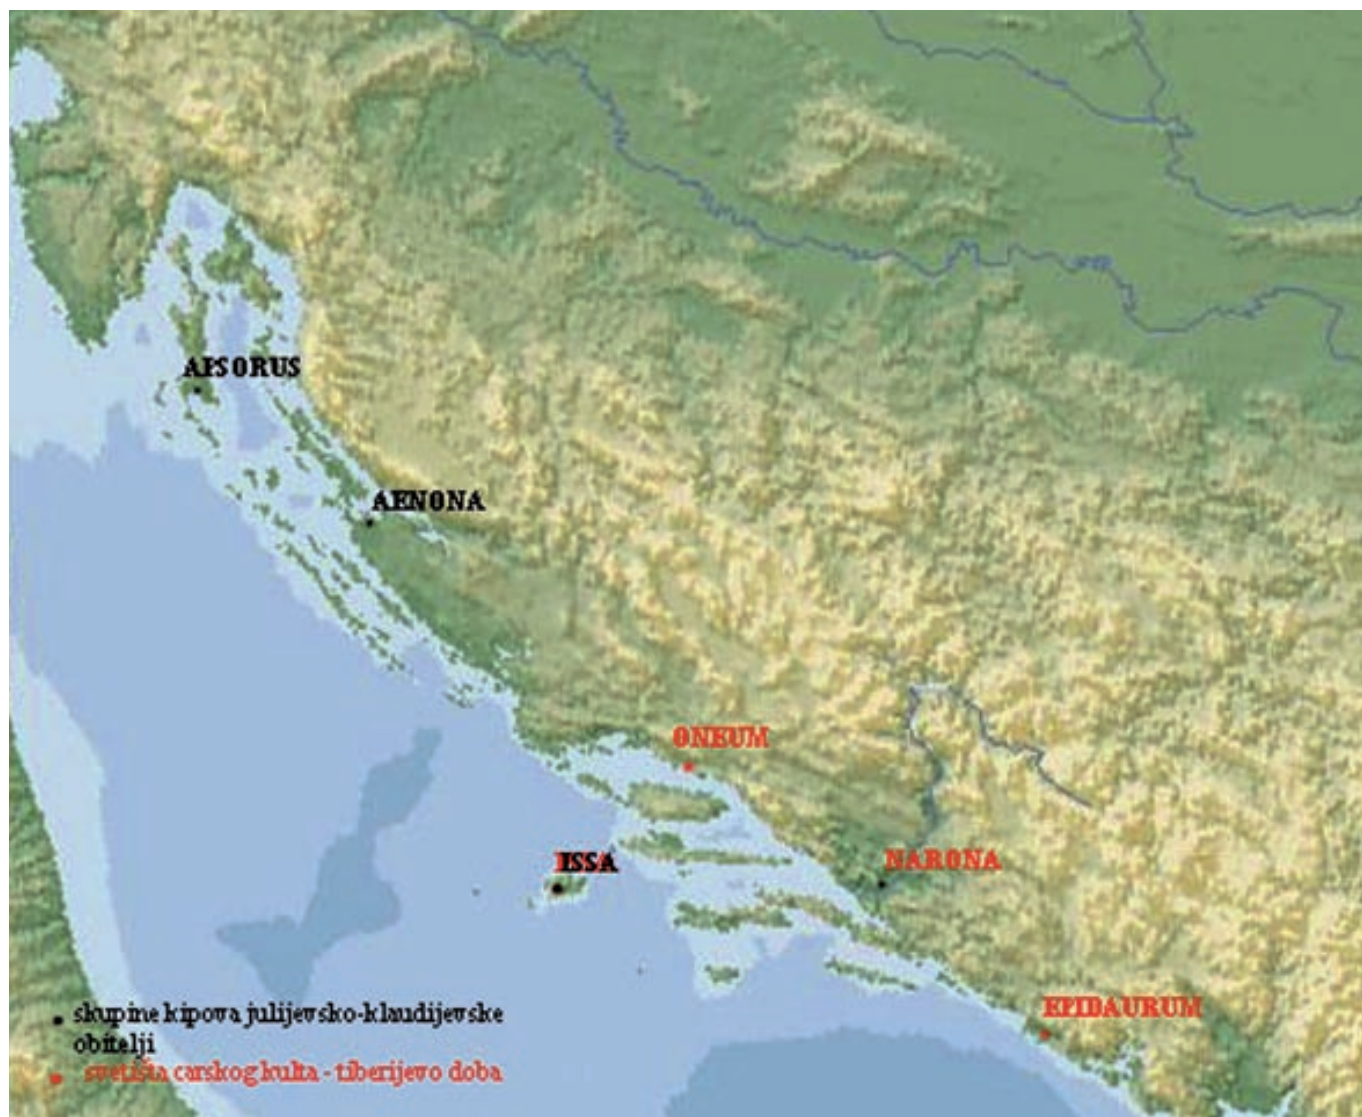 APSORUS
AENONA
ONEUM
ISSA
NARONA
EPIDAURUM
skupine kipova julijevsko-klaudijevske
obitelji
svetišta carskog kulta - tiberijevo doba